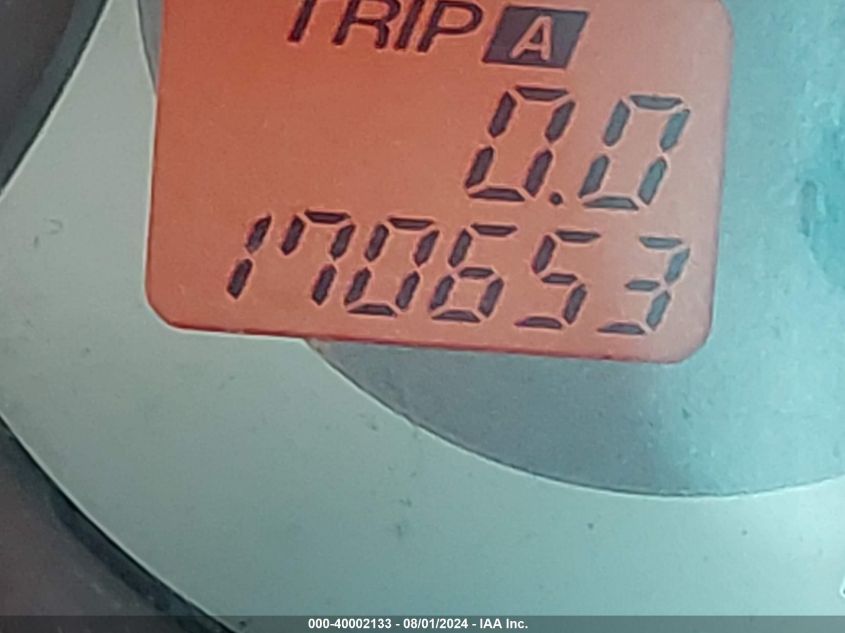 TRIP A
0.0
170653
000-40002133 - 08/01/2024 - IAA Inc.